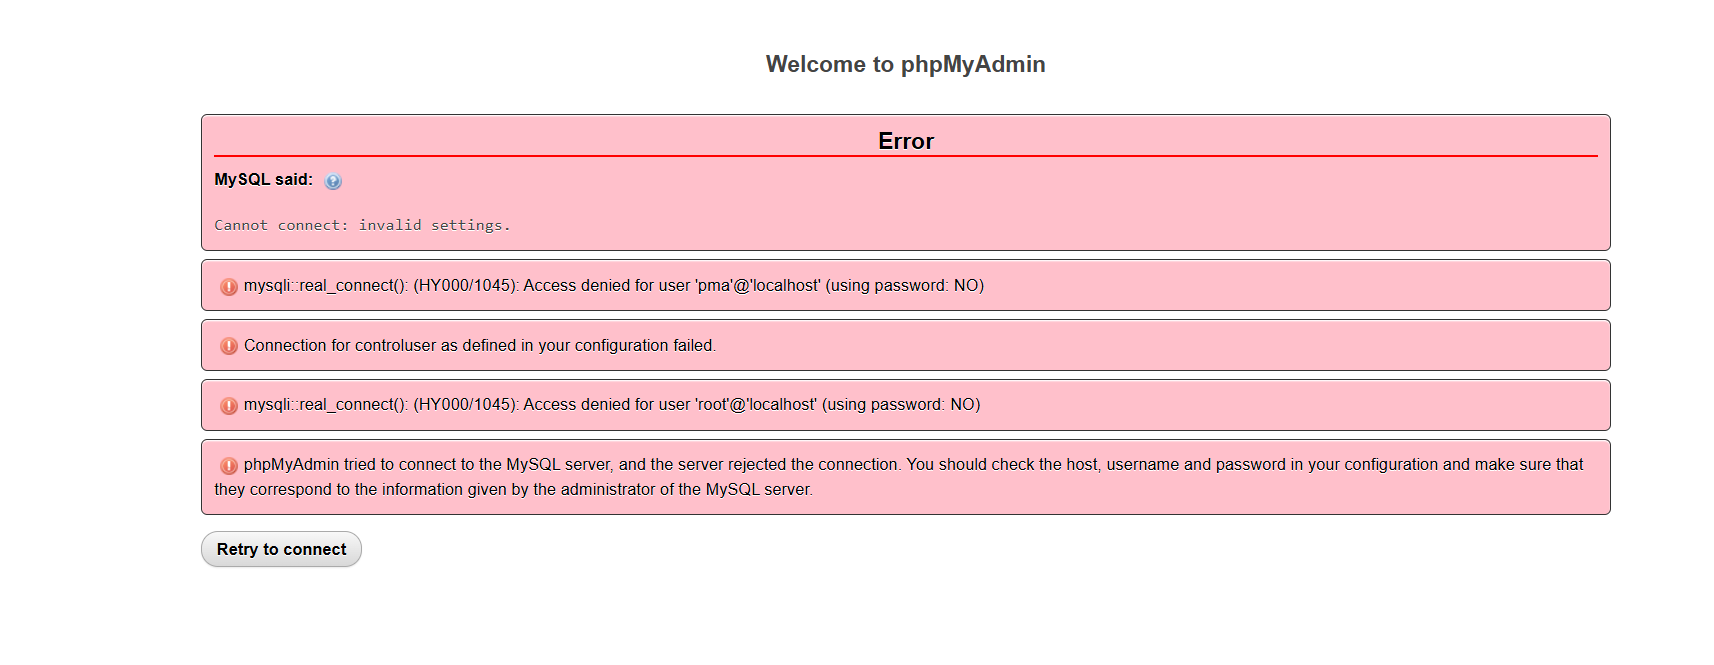 Welcome to phpMyAdmin
Error
MySQL said:
Cannot connect: invalid settings.
mysqli::real_connect(): (HY000/1045): Access denied for user 'pma'@'localhost' (using password: NO)
Connection for controluser as defined in your configuration failed.
mysqli::real_connect(): (HY000/1045): Access denied for user 'root'@'localhost' (using password: NO)
phpMyAdmin tried to connect to the MySQL server, and the server rejected the connection. You should check the host, username and password in your configuration and make sure that
they correspond to the information given by the administrator of the MySQL server.
Retry to connect